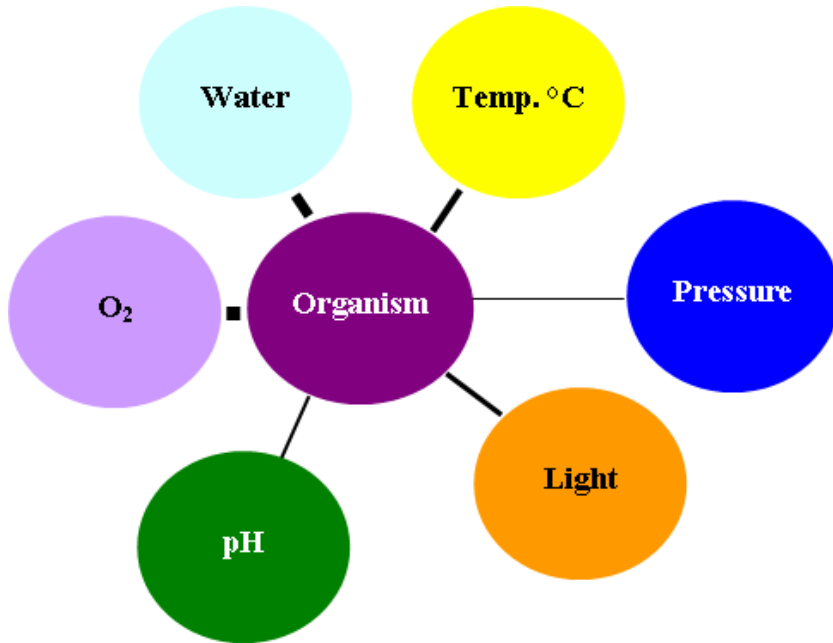 Water
Temp. °C
O₂
Organism
Pressure
Light
pH